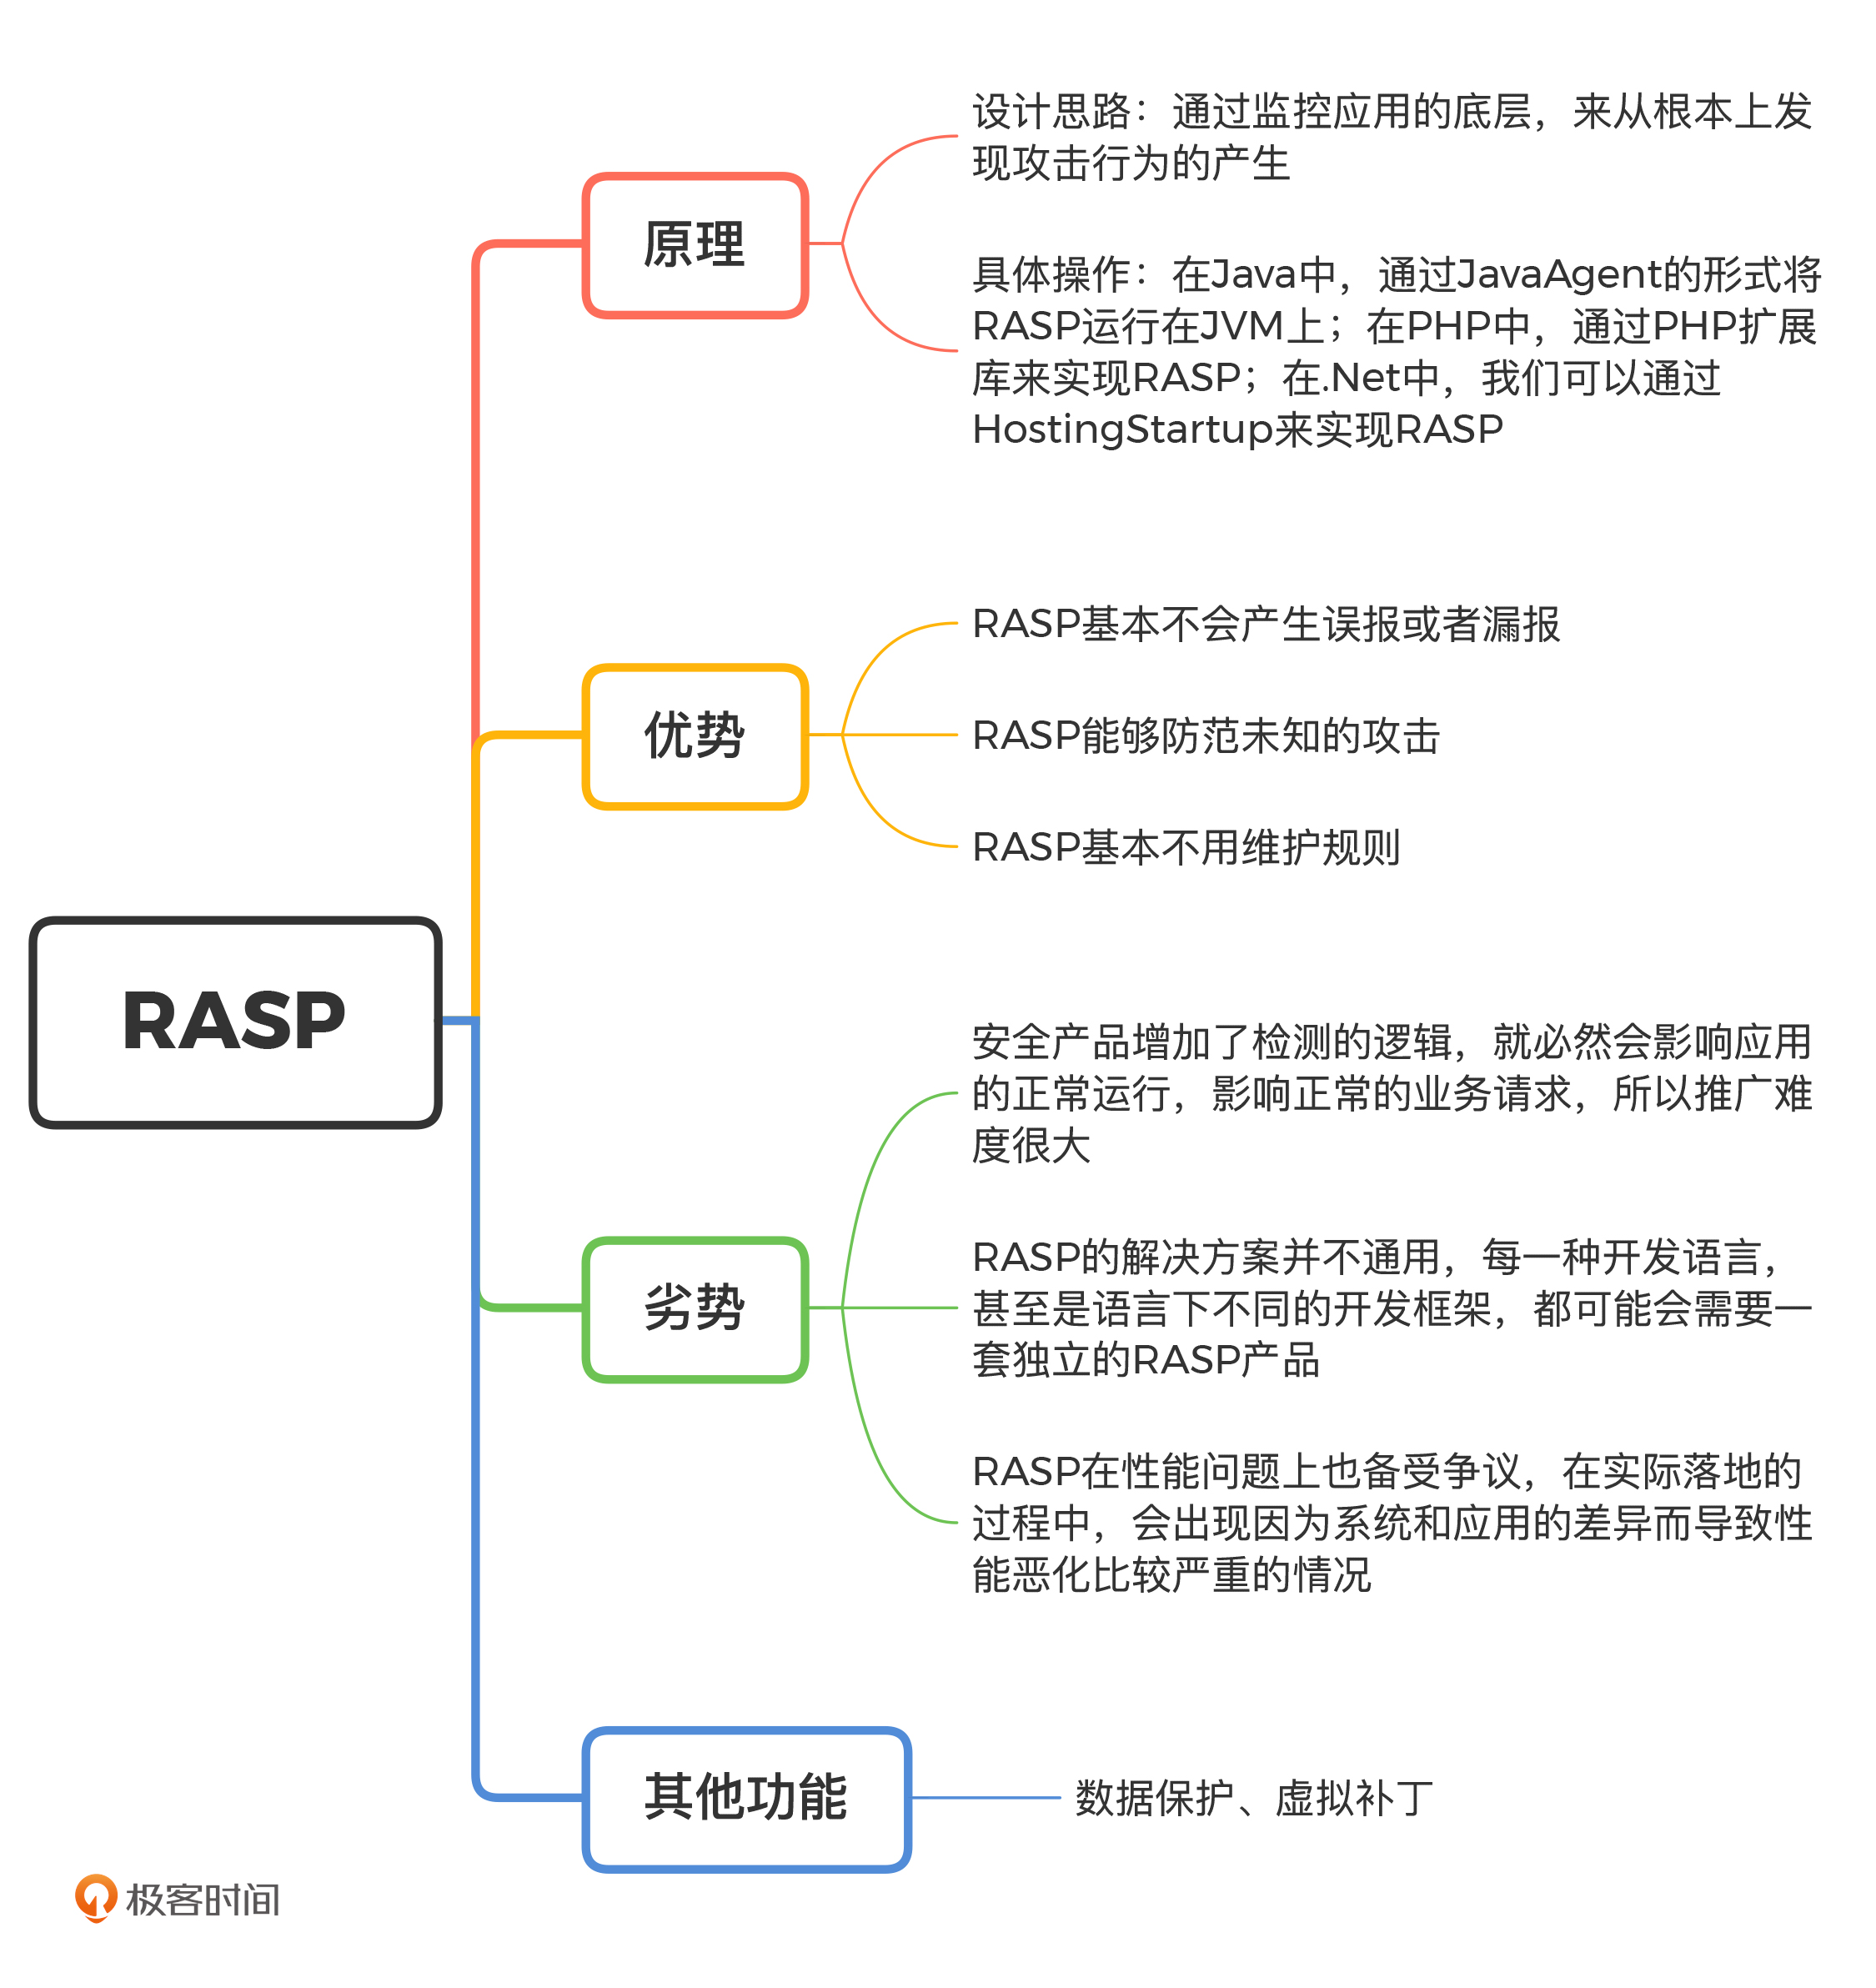 设计思路：通过监控应用的底层，来从根本上发
现攻击行为的产生
原理
具体操作：在Java中，通过JavaAgent的形式将
RASP运行在JVM上；在PHP中，通过PHP扩展
库来实现RASP；在.Net中，我们可以通过
HostingStartup来实现RASP
RASP基本不会产生误报或者漏报
优势
RASP能够防范未知的攻击
RASP基本不用维护规则
RASP
安全产品增加了检测的逻辑，就必然会影响应用
的正常运行，影响正常的业务请求，所以推广难
度很大
劣势
RASP的解决方案并不通用，每一种开发语言，
甚至是语言下不同的开发框架，都可能会需要一
套独立的RASP产品
RASP在性能问题上也备受争议，在实际落地的
过程中，会出现因为系统和应用的差异而导致性
能恶化比较严重的情况
其他功能
数据保护、虚拟补丁
极客时间